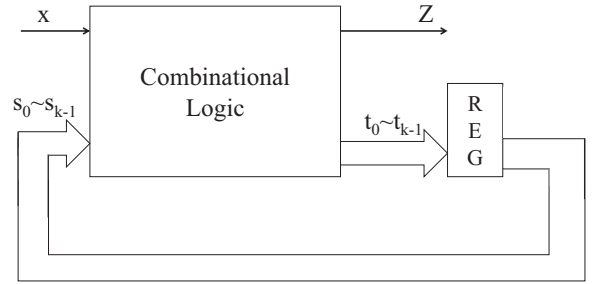 x
Z
Combinational
Logic
s₀~sₖ₋₁
t₀~tₖ₋₁
R
E
G